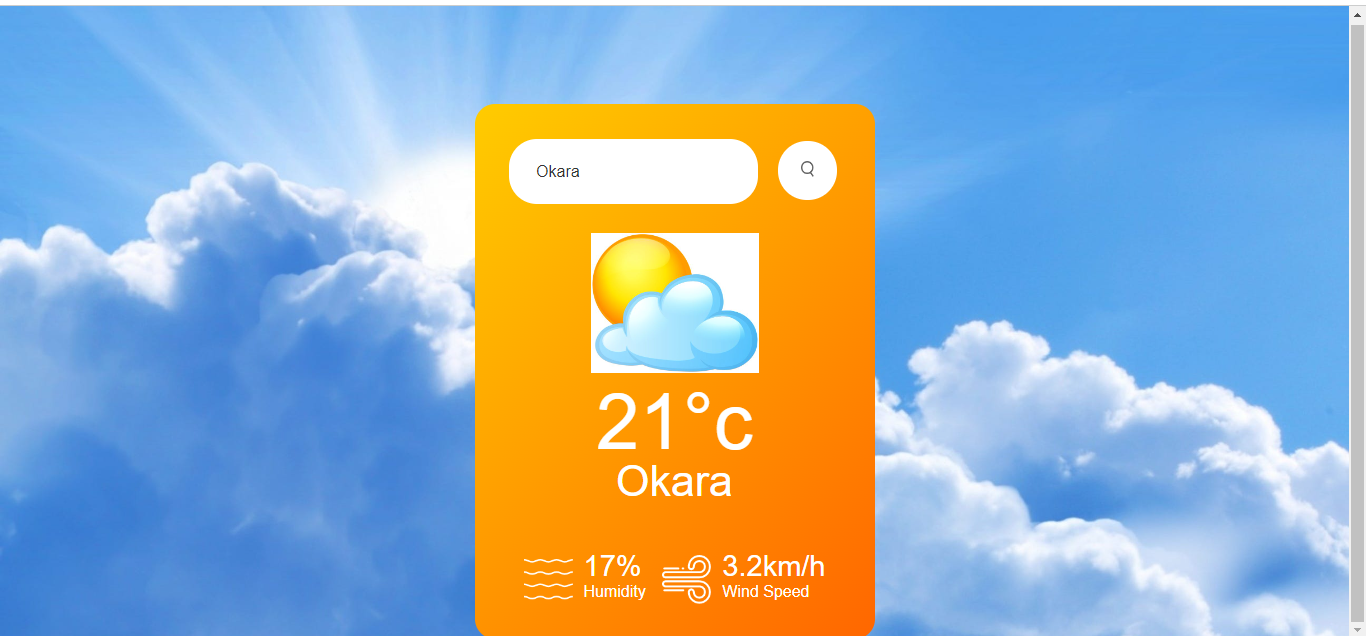 Okara
21°c
Okara
17%
Humidity
3.2km/h
Wind Speed